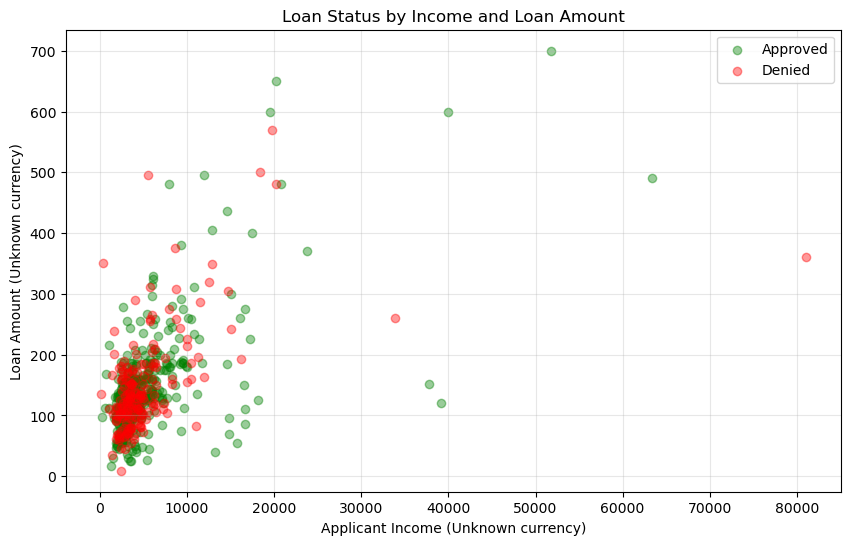 Loan Status by Income and Loan Amount
Approved
Denied
Loan Amount (Unknown currency)
700
600
500
400
300
200
100
0
0 10000 20000 30000 40000 50000 60000 70000 80000
Applicant Income (Unknown currency)